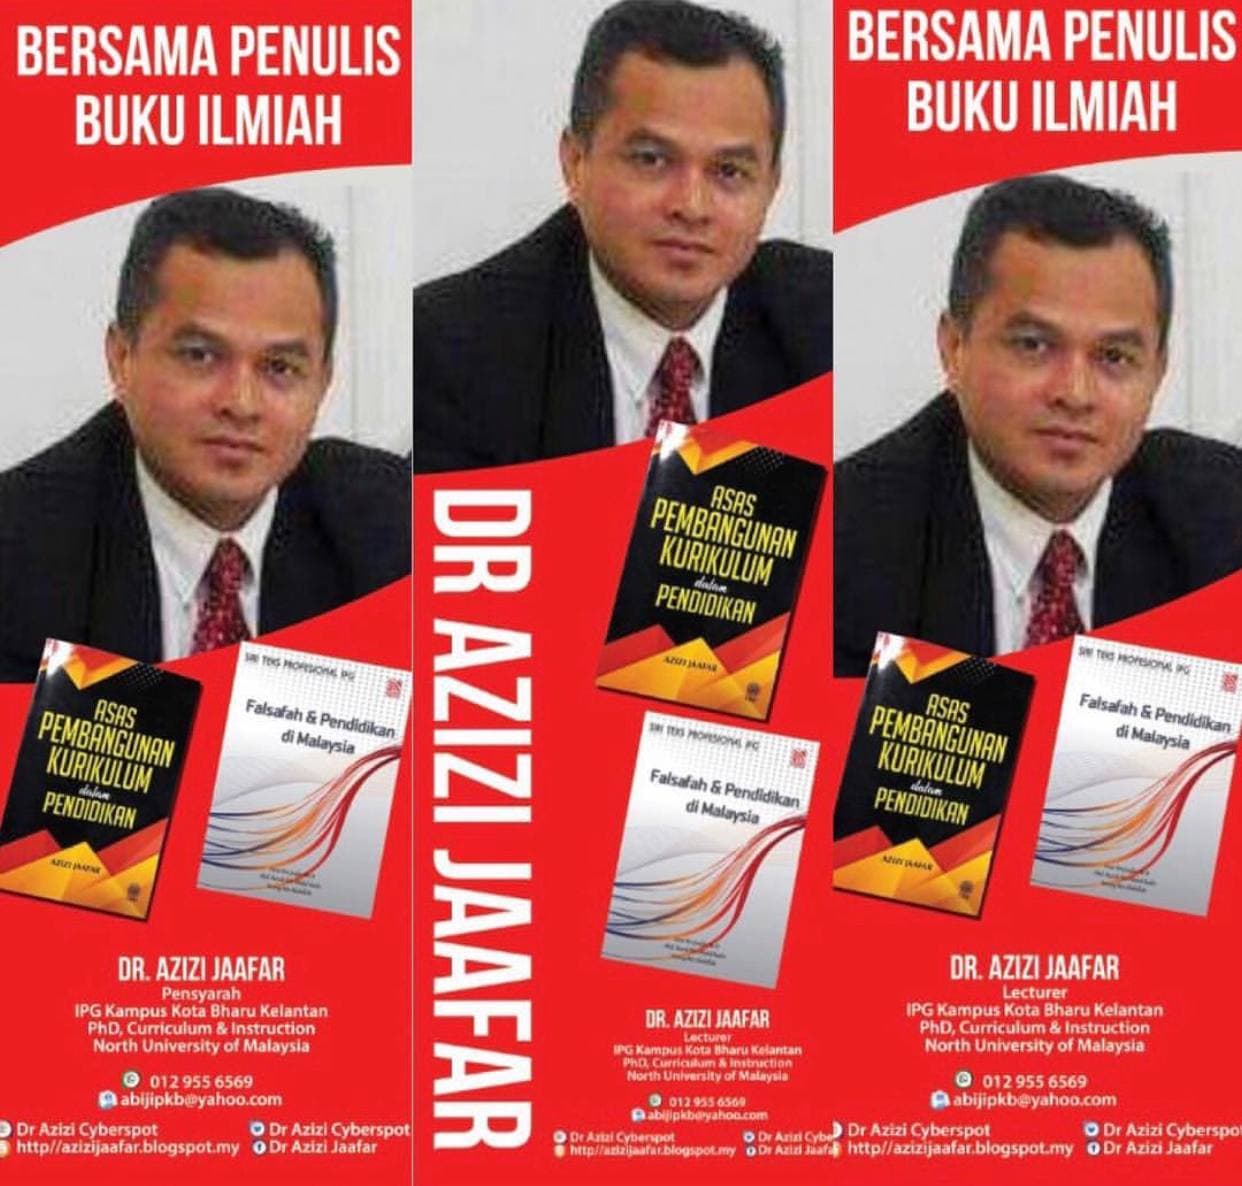 BERSAMA PENULIS
BUKU ILMIAH
ASAS
PEMBANGUNAN
KURIKULUM
dalam
PENDIDIKAN
AZIZI JAAFAR
SIRI TEKS PROFESIONAL IPG
Falsafah & Pendidikan
di Malaysia
DR. AZIZI JAAFAR
Pensyarah
IPG Kampus Kota Bharu Kelantan
PhD, Curriculum & Instruction
North University of Malaysia
012 955 6569
abijipkb@yahoo.com
Dr Azizi Cyberspot
Dr Azizi Cyberspot
http//azizijaafar.blogspot.my
Dr Azizi Jaafar
DR AZIZI JAAFAR
ASAS
PEMBANGUNAN
KURIKULUM
dalam
PENDIDIKAN
AZIZI JAAFAR
SIRI TEKS PROFESIONAL IPG
Falsafah & Pendidikan
di Malaysia
DR. AZIZI JAAFAR
Lecturer
IPG Kampus Kota Bharu Kelantan
PhD, Curriculum & Instruction
North University of Malaysia
012 955 6569
abijipkb@yahoo.com
Dr Azizi Cyberspot
Dr Azizi Cybe
http//azizijaafar.blogspot.my
Dr Azizi Jaafa
BERSAMA PENULIS
BUKU ILMIAH
ASAS
PEMBANGUNAN
KURIKULUM
dalam
PENDIDIKAN
AZIZI JAAFAR
SIRI TEKS PROFESIONAL IPG
Falsafah & Pendidikan
di Malaysia
DR. AZIZI JAAFAR
Lecturer
IPG Kampus Kota Bharu Kelantan
PhD, Curriculum & Instruction
North University of Malaysia
012 955 6569
abijipkb@yahoo.com
Dr Azizi Cyberspot
Dr Azizi Cyberspo
http//azizijaafar.blogspot.my
Dr Azizi Jaafar